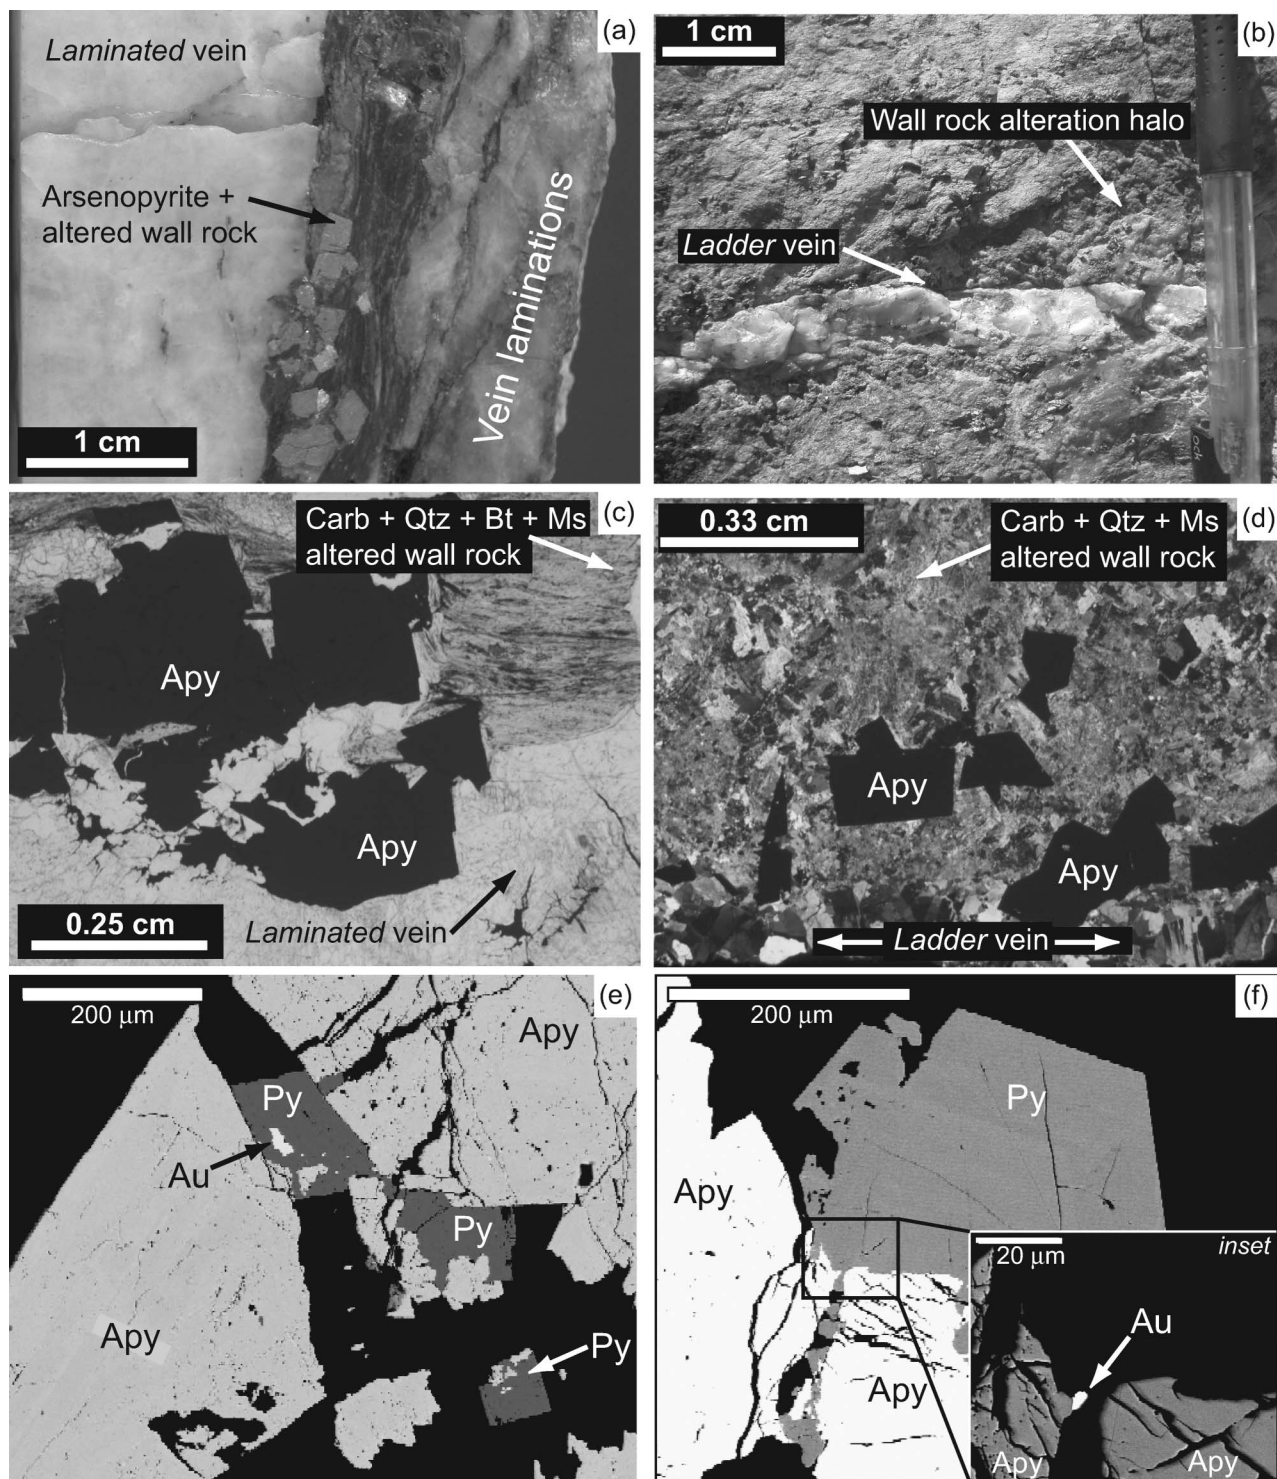 (a)
Laminated vein
Arsenopyrite +
altered wall rock
Vein laminations
1 cm
(b)
1 cm
Wall rock alteration halo
Ladder vein
(c)
Carb + Qtz + Bt + Ms
altered wall rock
Apy
Apy
0.25 cm
Laminated vein
(d)
0.33 cm
Carb + Qtz + Ms
altered wall rock
Apy
Apy
Ladder vein
(e)
200 μm
Apy
Py
Au
Py
Apy
Py
(f)
200 μm
Py
Apy
Apy
20 μm
inset
Au
Apy
Apy